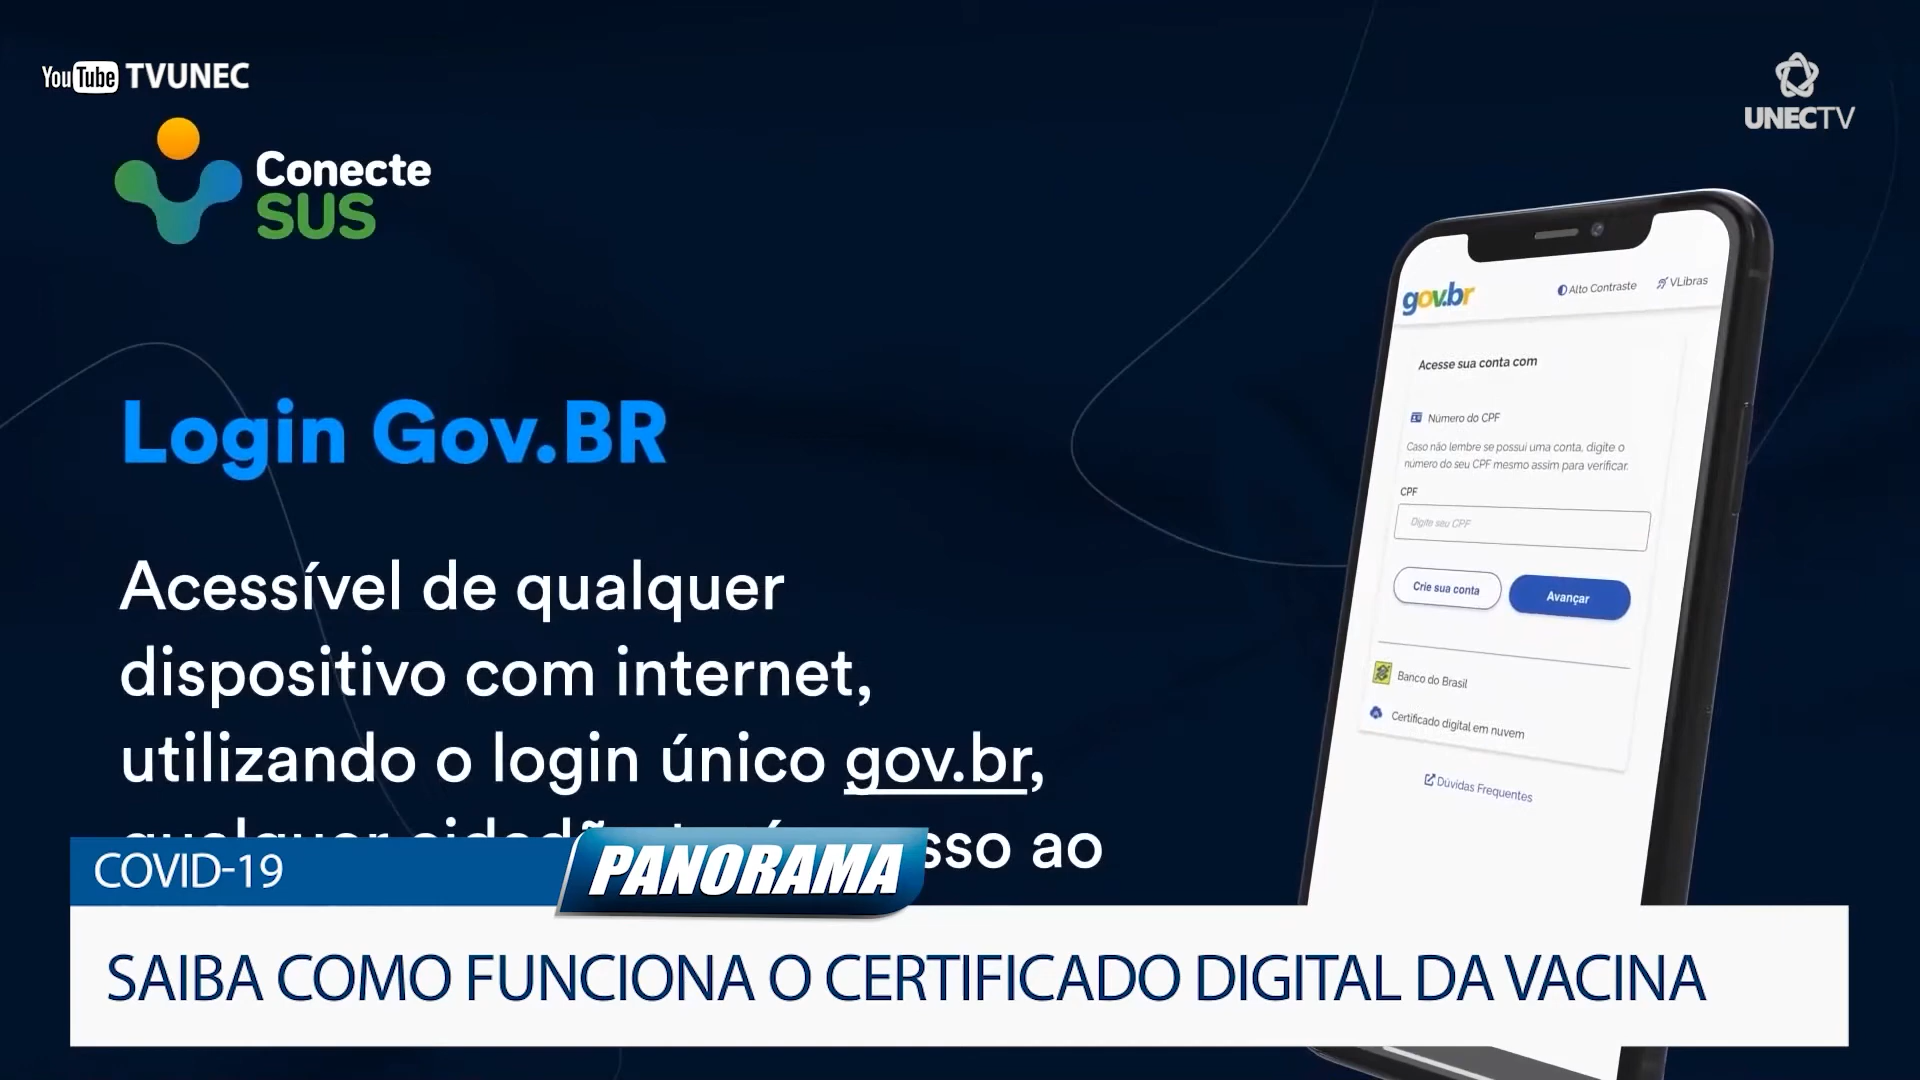 YouTube TVUNEC
UNECTV
Conecte
SUS
Login Gov.BR
Acessível de qualquer
dispositivo com internet,
utilizando o login único gov.br,
sso ao
gov.br
Alto Contraste
VLibras
Acesse sua conta com
Número do CPF
Caso não lembre se possui uma conta, digite o
número do seu CPF mesmo assim para verificar.
CPF
Digite seu CPF
Crie sua conta
Avançar
Banco do Brasil
Certificado digital em nuvem
Dúvidas Frequentes
COVID-19
PANORAMA
SAIBA COMO FUNCIONA O CERTIFICADO DIGITAL DA VACINA